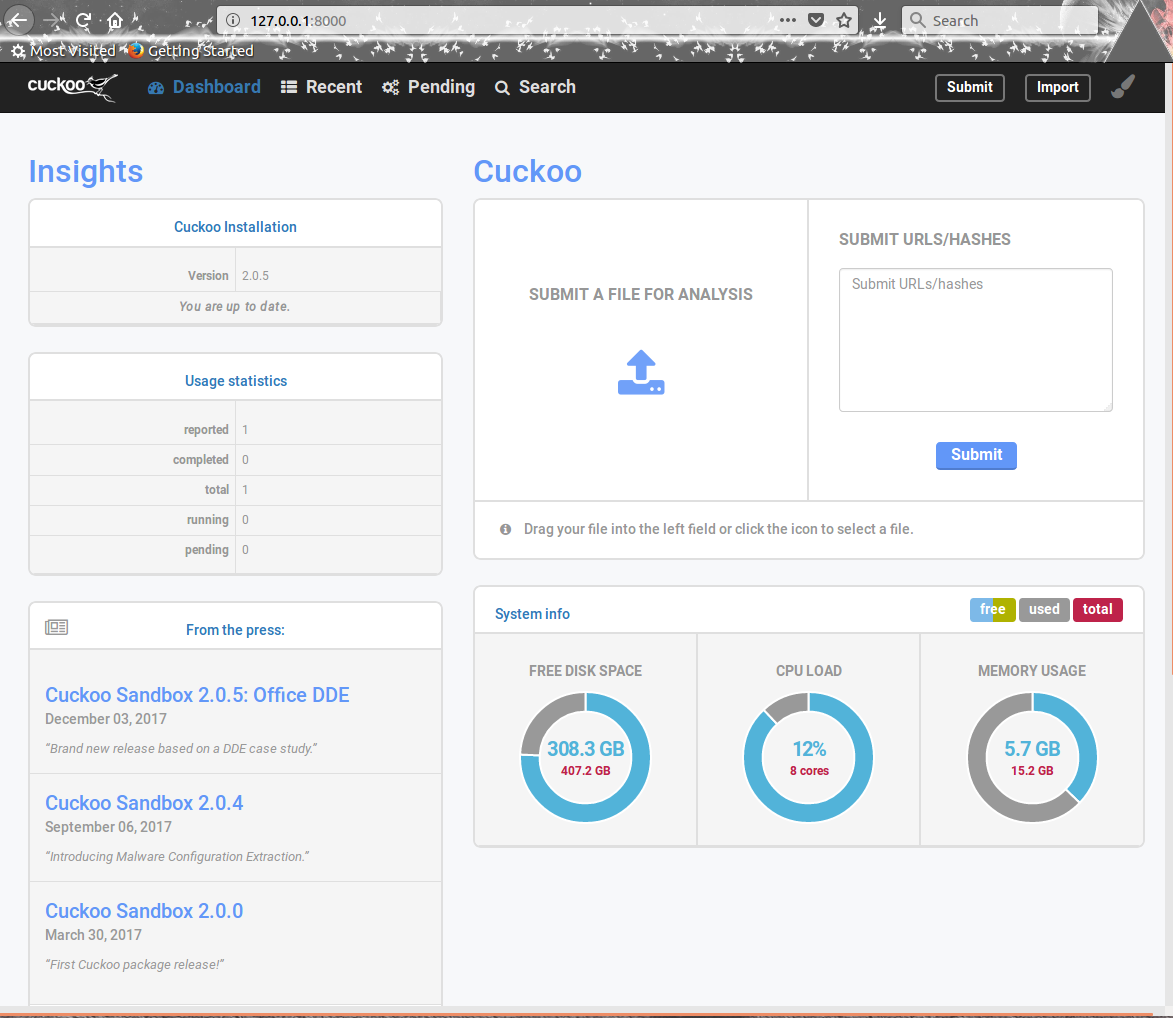 127.0.0.1:8000
Search
Most Visited
Getting Started
cuckoo
Dashboard
Recent
Pending
Search
Submit
Import
Insights
Cuckoo Installation
Version 2.0.5
You are up to date.
Usage statistics
reported 1
completed 0
total 1
running 0
pending 0
From the press:
Cuckoo Sandbox 2.0.5: Office DDE
December 03, 2017
“Brand new release based on a DDE case study.”
Cuckoo Sandbox 2.0.4
September 06, 2017
“Introducing Malware Configuration Extraction.”
Cuckoo Sandbox 2.0.0
March 30, 2017
“First Cuckoo package release!”
Cuckoo
SUBMIT A FILE FOR ANALYSIS
SUBMIT URLS/HASHES
Submit URLs/hashes
Submit
Drag your file into the left field or click the icon to select a file.
System info
free
used
total
FREE DISK SPACE
308.3 GB
407.2 GB
CPU LOAD
12%
8 cores
MEMORY USAGE
5.7 GB
15.2 GB